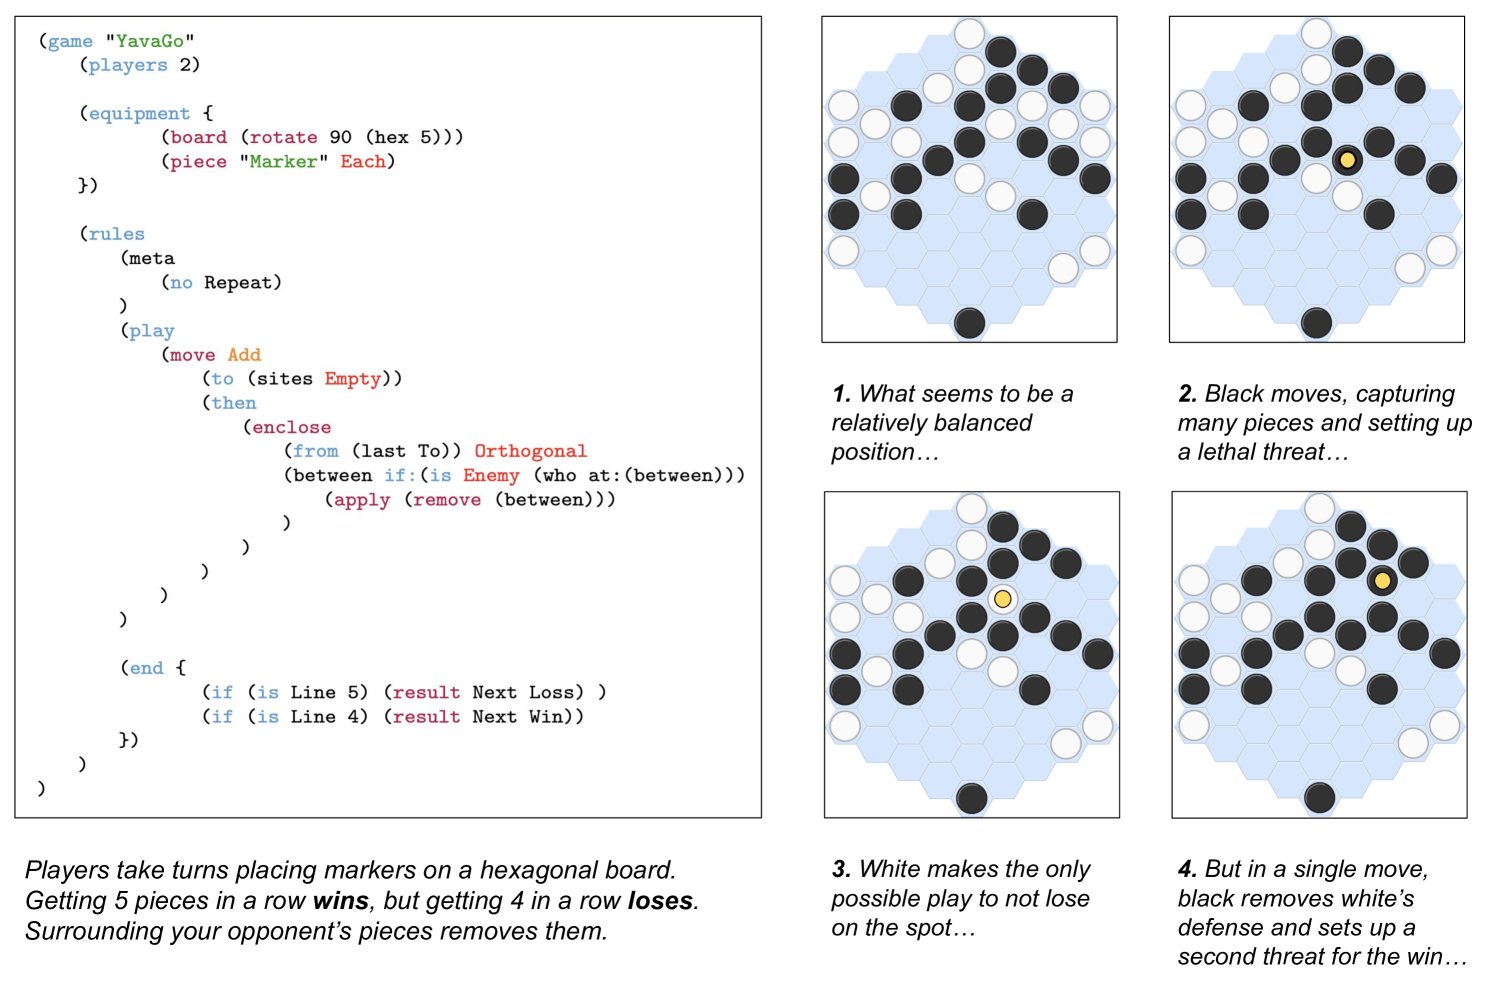 (game "YavaGo"
(players 2)
(equipment {
(board (rotate 90 (hex 5)))
(piece "Marker" Each)
})
(rules
(meta
(no Repeat)
)
(play
(move Add
(to (sites Empty))
(then
(enclose
(from (last To)) Orthogonal
(between if:(is Enemy (who at:(between)))
(apply (remove (between)))
)
)
)
)
)
(end {
(if (is Line 5) (result Next Loss) )
(if (is Line 4) (result Next Win))
})
)
)
Players take turns placing markers on a hexagonal board.
Getting 5 pieces in a row wins, but getting 4 in a row loses.
Surrounding your opponent's pieces removes them.
1. What seems to be a
relatively balanced
position…
2. Black moves, capturing
many pieces and setting up
a lethal threat…
3. White makes the only
possible play to not lose
on the spot…
4. But in a single move,
black removes white's
defense and sets up a
second threat for the win…